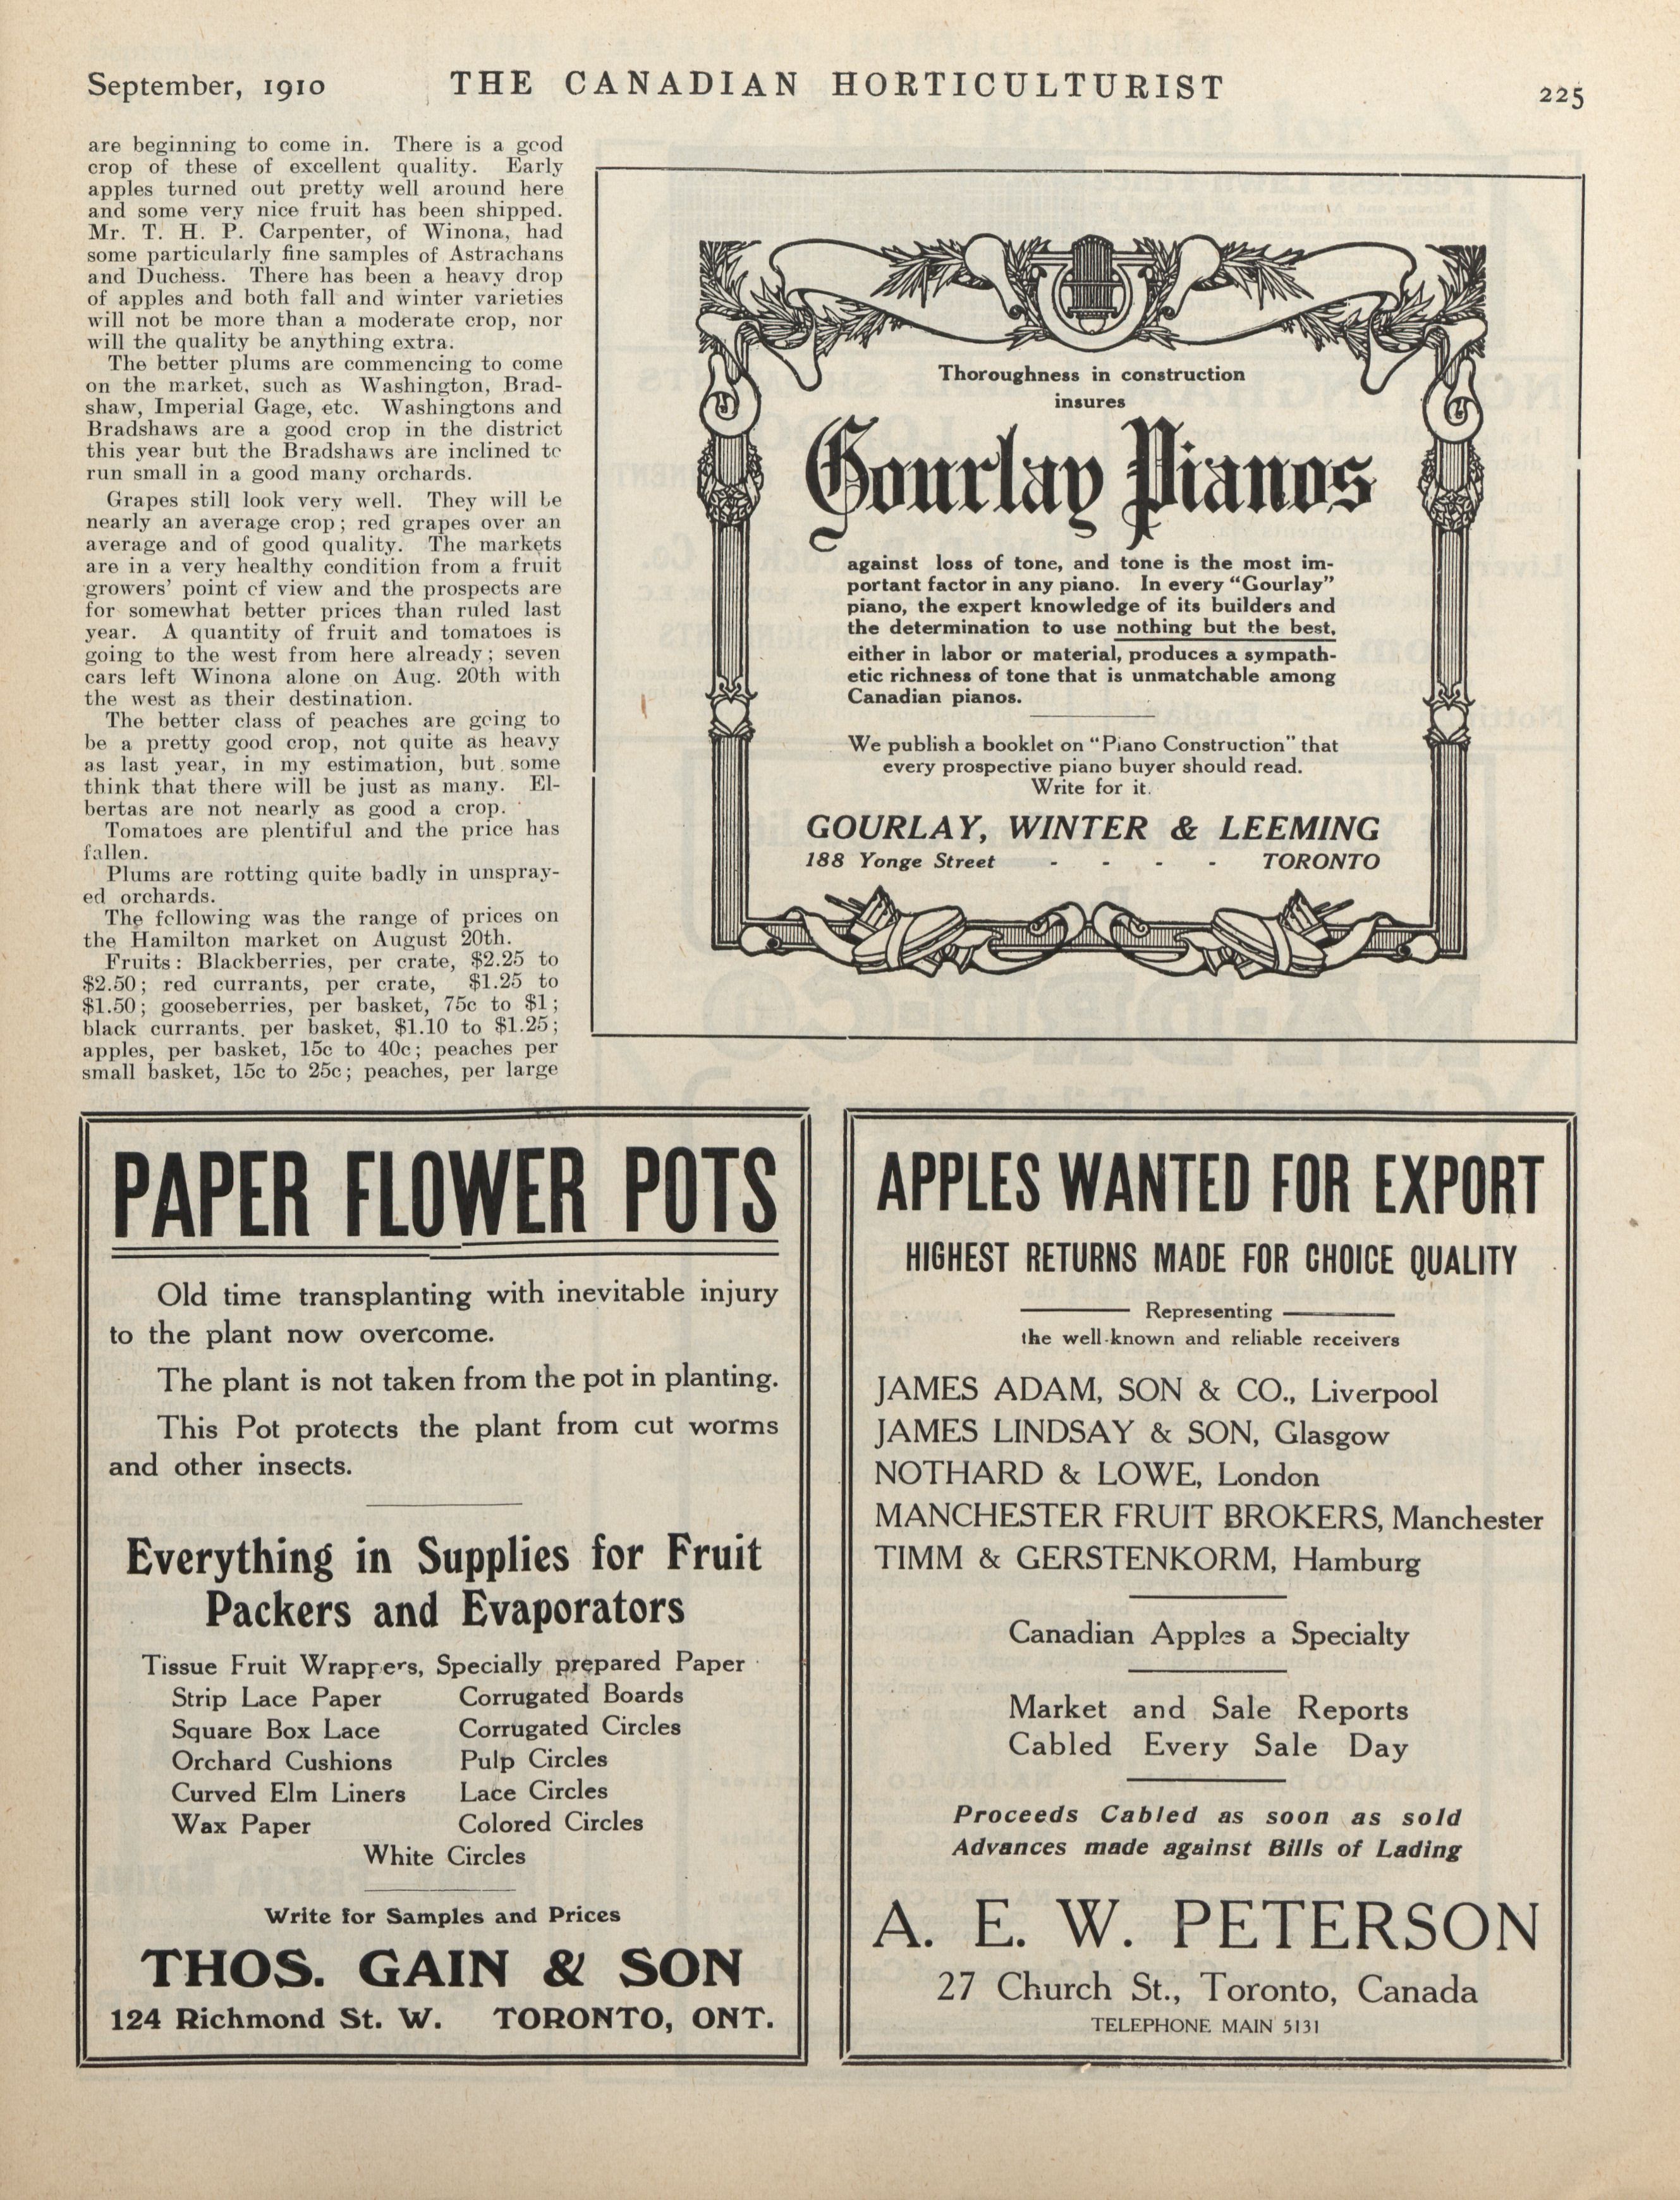 September, 1910
THE CANADIAN HORTICULTURIST
225
are beginning to come in. There is a good
crop of these of excellent quality. Early
apples turned out pretty well around here
and some very nice fruit has been shipped.
Mr. T. H. P. Carpenter, of Winona, had
some particularly fine samples of Astrachans
and Duchess. There has been a heavy drop
of apples and both fall and winter varieties
will not be more than a moderate crop, nor
will the quality be anything extra.
The better plums are commencing to come
on the market, such as Washington, Brad-
shaw, Imperial Gage, etc. Washingtons and
Bradshaws are a good crop in the district
this year but the Bradshaws are inclined to
run small in a good many orchards.
Grapes still look very well. They will be
nearly an average crop; red grapes over an
average and of good quality. The markets
are in a very healthy condition from a fruit
growers' point of view and the prospects are
for somewhat better prices than ruled last
year. A quantity of fruit and tomatoes is
going to the west from here already; seven
cars left Winona alone on Aug. 20th with
the west as their destination.
The better class of peaches are going to
be a pretty good crop, not quite as heavy
as last year, in my estimation, but some
think that there will be just as many. El-
bertas are not nearly as good a crop.
Tomatoes are plentiful and the price has
fallen.
Plums are rotting quite badly in unspray-
ed orchards.
The following was the range of prices on
the Hamilton market on August 20th.
Fruits: Blackberries, per crate, $2.25 to
$2.50; red currants, per crate, $1.25 to
$1.50; gooseberries, per basket, 75c to $1;
black currants. per basket, $1.10 to $1.25;
apples, per basket, 15c to 40c; peaches per
small basket, 15c to 25c; peaches, per large
Thoroughness in construction
insures
Gourlay Pianos
against loss of tone, and tone is the most im-
portant factor in any piano. In every "Gourlay"
piano, the expert knowledge of its builders and
the determination to use nothing but the best,
either in labor or material, produces a sympath-
etic richness of tone that is unmatchable among
Canadian pianos.
We publish a booklet on "Piano Construction" that
every prospective piano buyer should read.
Write for it.
GOURLAY, WINTER & LEEMING
188 Yonge Street - - - - TORONTO
PAPER FLOWER POTS
Old time transplanting with inevitable injury
to the plant now overcome.
The plant is not taken from the pot in planting.
This Pot protects the plant from cut worms
and other insects.
Everything in Supplies for Fruit
Packers and Evaporators
Tissue Fruit Wrappers, Specially prepared Paper
Strip Lace Paper Corrugated Boards
Square Box Lace Corrugated Circles
Orchard Cushions Pulp Circles
Curved Elm Liners Lace Circles
Wax Paper Colored Circles
White Circles
Write for Samples and Prices
THOS. GAIN & SON
124 Richmond St. W. TORONTO, ONT.
APPLES WANTED FOR EXPORT
HIGHEST RETURNS MADE FOR CHOICE QUALITY
Representing
the well-known and reliable receivers
JAMES ADAM, SON & CO., Liverpool
JAMES LINDSAY & SON, Glasgow
NOTHARD & LOWE, London
MANCHESTER FRUIT BROKERS, Manchester
TIMM & GERSTENKORM, Hamburg
Canadian Apples a Specialty
Market and Sale Reports
Cabled Every Sale Day
Proceeds Cabled as soon as sold
Advances made against Bills of Lading
A. E. W. PETERSON
27 Church St., Toronto, Canada
TELEPHONE MAIN 5131